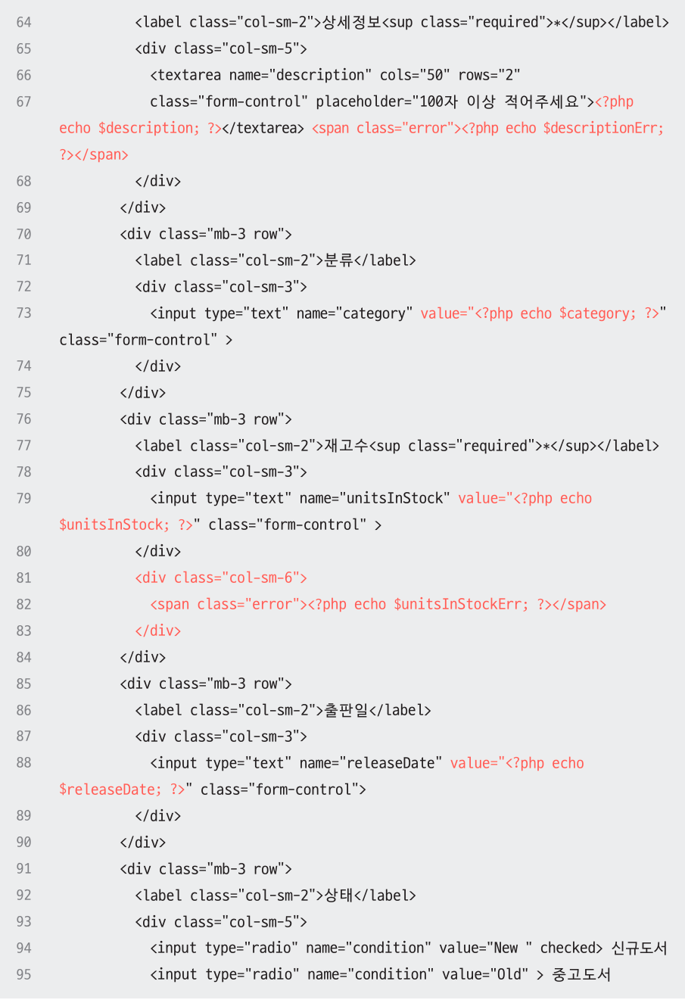 64 <label class="col-sm-2">상세정보<sup class="required">*</sup></label>
65 <div class="col-sm-5">
66 <textarea name="description" cols="50" rows="2"
67 class="form-control" placeholder="100자 이상 적어주세요"><?php
echo $description; ?></textarea> <span class="error"><?php echo $descriptionErr;
?></span>
68 </div>
69 </div>
70 <div class="mb-3 row">
71 <label class="col-sm-2">분류</label>
72 <div class="col-sm-3">
73 <input type="text" name="category" value="<?php echo $category; ?>"
class="form-control" >
74 </div>
75 </div>
76 <div class="mb-3 row">
77 <label class="col-sm-2">재고수<sup class="required">*</sup></label>
78 <div class="col-sm-3">
79 <input type="text" name="unitsInStock" value="<?php echo
$unitsInStock; ?>" class="form-control" >
80 </div>
81 <div class="col-sm-6">
82 <span class="error"><?php echo $unitsInStockErr; ?></span>
83 </div>
84 </div>
85 <div class="mb-3 row">
86 <label class="col-sm-2">출판일</label>
87 <div class="col-sm-3">
88 <input type="text" name="releaseDate" value="<?php echo
$releaseDate; ?>" class="form-control">
89 </div>
90 </div>
91 <div class="mb-3 row">
92 <label class="col-sm-2">상태</label>
93 <div class="col-sm-5">
94 <input type="radio" name="condition" value="New " checked> 신규도서
95 <input type="radio" name="condition" value="Old" > 중고도서